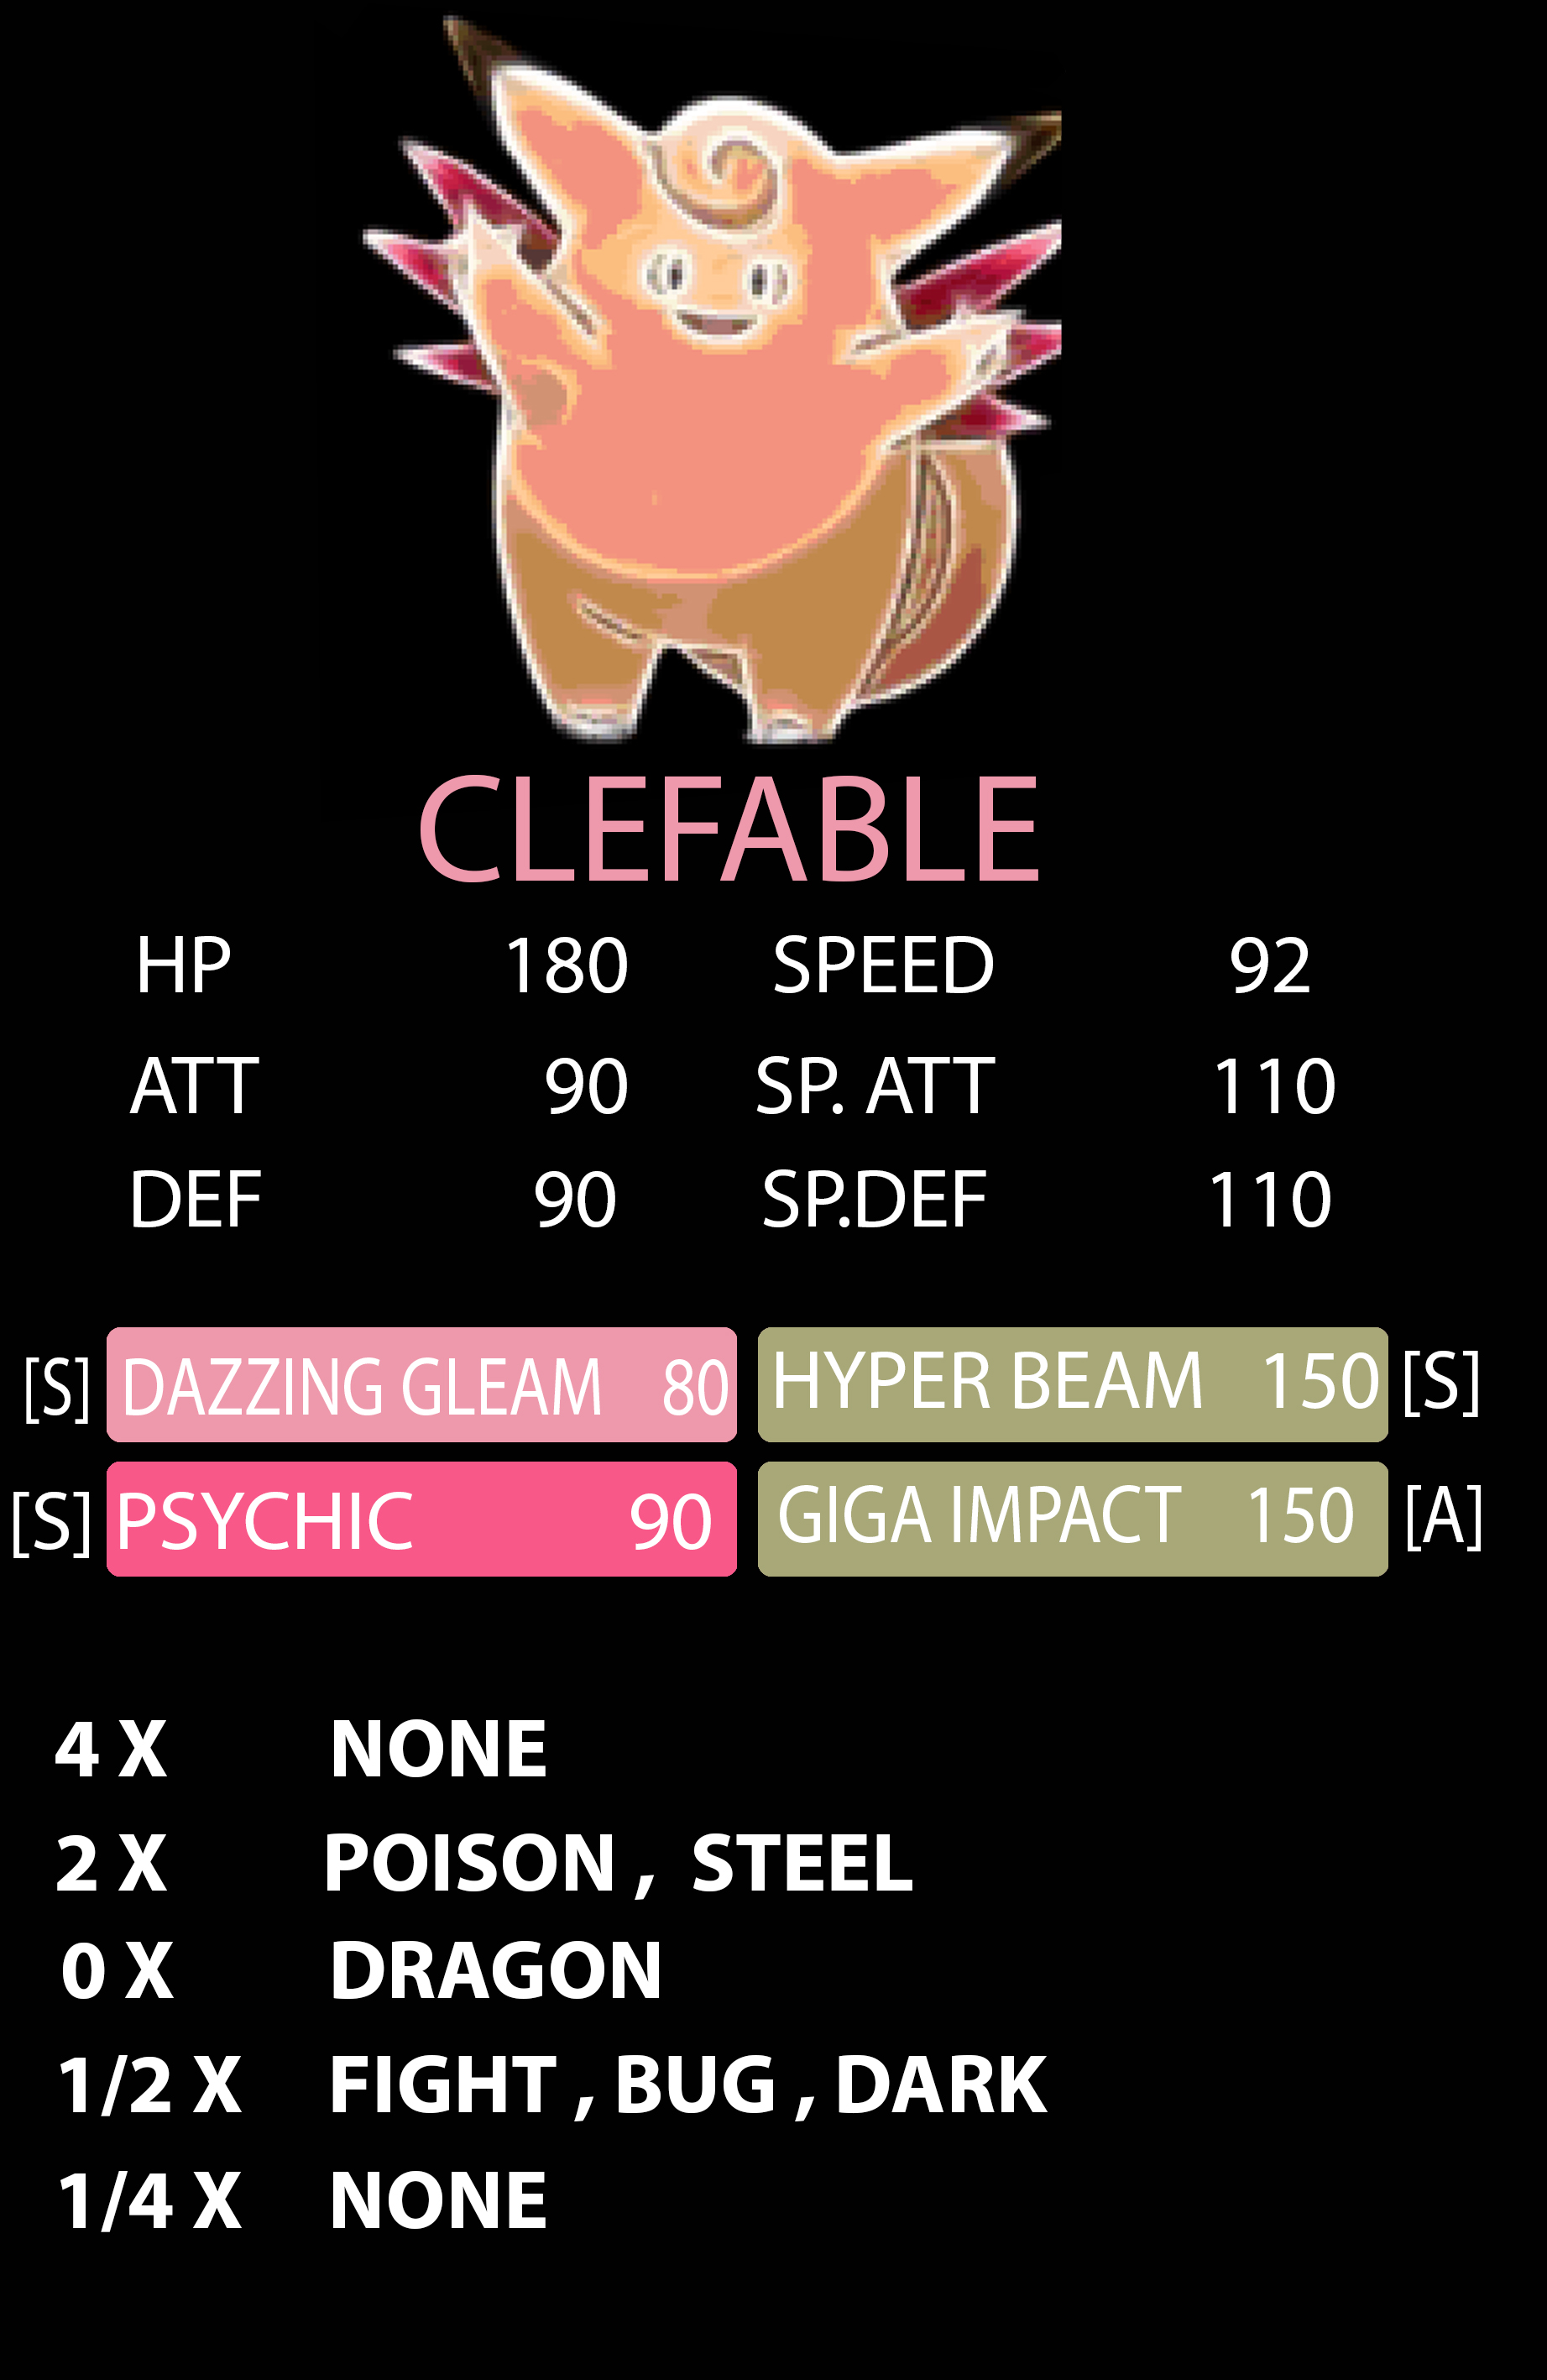 CLEFABLE
HP 180 SPEED 92
ATT 90 SP. ATT 110
DEF 90 SP.DEF 110
[S] DAZZING GLEAM 80 HYPER BEAM 150 [S]
[S] PSYCHIC 90 GIGA IMPACT 150 [A]
4 X NONE
2 X POISON , STEEL
0 X DRAGON
1/2 X FIGHT , BUG , DARK
1/4 X NONE